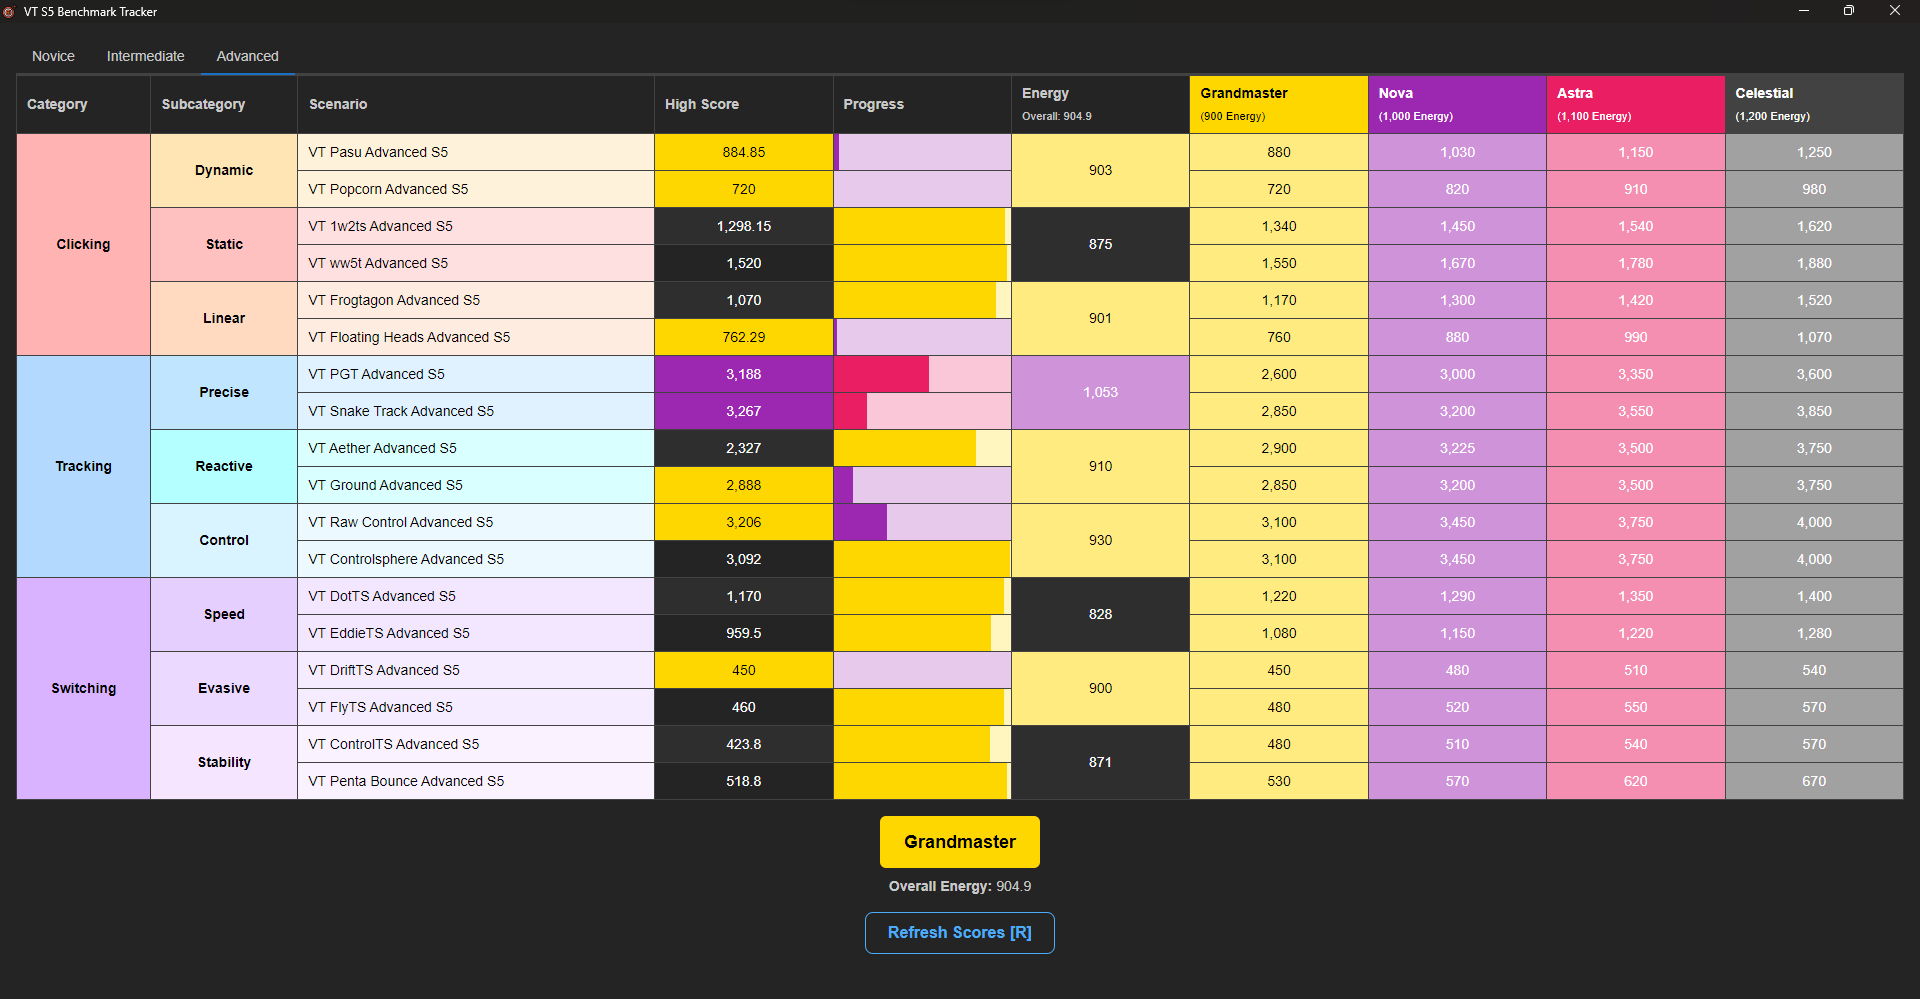 VT S5 Benchmark Tracker
Novice Intermediate Advanced
Category Subcategory Scenario High Score Progress Energy Overall: 904.9 Grandmaster (900 Energy) Nova (1,000 Energy) Astra (1,100 Energy) Celestial (1,200 Energy)
Clicking
Dynamic 903
VT Pasu Advanced S5 884.85 880 1,030 1,150 1,250
VT Popcorn Advanced S5 720 720 820 910 980
Static 875
VT 1w2ts Advanced S5 1,298.15 1,340 1,450 1,540 1,620
VT ww5t Advanced S5 1,520 1,550 1,670 1,780 1,880
Linear 901
VT Frogtagon Advanced S5 1,070 1,170 1,300 1,420 1,520
VT Floating Heads Advanced S5 762.29 760 880 990 1,070
Tracking
Precise 1,053
VT PGT Advanced S5 3,188 2,600 3,000 3,350 3,600
VT Snake Track Advanced S5 3,267 2,850 3,200 3,550 3,850
Reactive 910
VT Aether Advanced S5 2,327 2,900 3,225 3,500 3,750
VT Ground Advanced S5 2,888 2,850 3,200 3,500 3,750
Control 930
VT Raw Control Advanced S5 3,206 3,100 3,450 3,750 4,000
VT Controlsphere Advanced S5 3,092 3,100 3,450 3,750 4,000
Switching
Speed 828
VT DotTS Advanced S5 1,170 1,220 1,290 1,350 1,400
VT EddieTS Advanced S5 959.5 1,080 1,150 1,220 1,280
Evasive 900
VT DriftTS Advanced S5 450 450 480 510 540
VT FlyTS Advanced S5 460 480 520 550 570
Stability 871
VT ControlTS Advanced S5 423.8 480 510 540 570
VT Penta Bounce Advanced S5 518.8 530 570 620 670
Grandmaster
Overall Energy: 904.9
Refresh Scores [R]